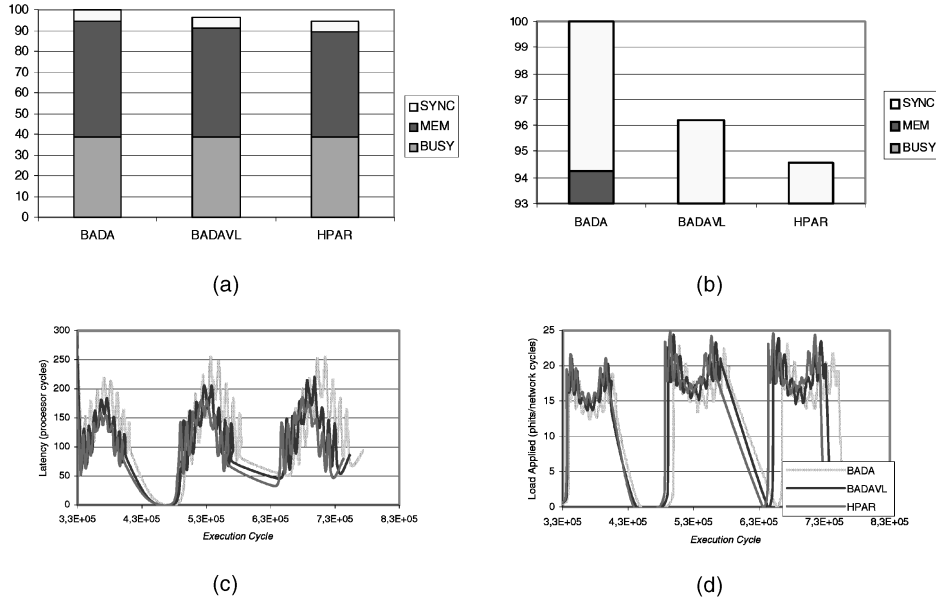 100
90
80
70
60
50
40
30
20
10
0
BADA BADAVL HPAR
SYNC
MEM
BUSY
(a)
100
99
98
97
96
95
94
93
BADA BADAVL HPAR
SYNC
MEM
BUSY
(b)
Latency (processor cycles)
300
250
200
150
100
50
0
3,3E+05 4,3E+05 5,3E+05 6,3E+05 7,3E+05 8,3E+05
Execution Cycle
(c)
Load Applied (phits/network cycles)
25
20
15
10
5
0
BADA
BADAVL
HPAR
3,3E+05 4,3E+05 5,3E+05 6,3E+05 7,3E+05 8,3E+05
Execution Cycle
(d)